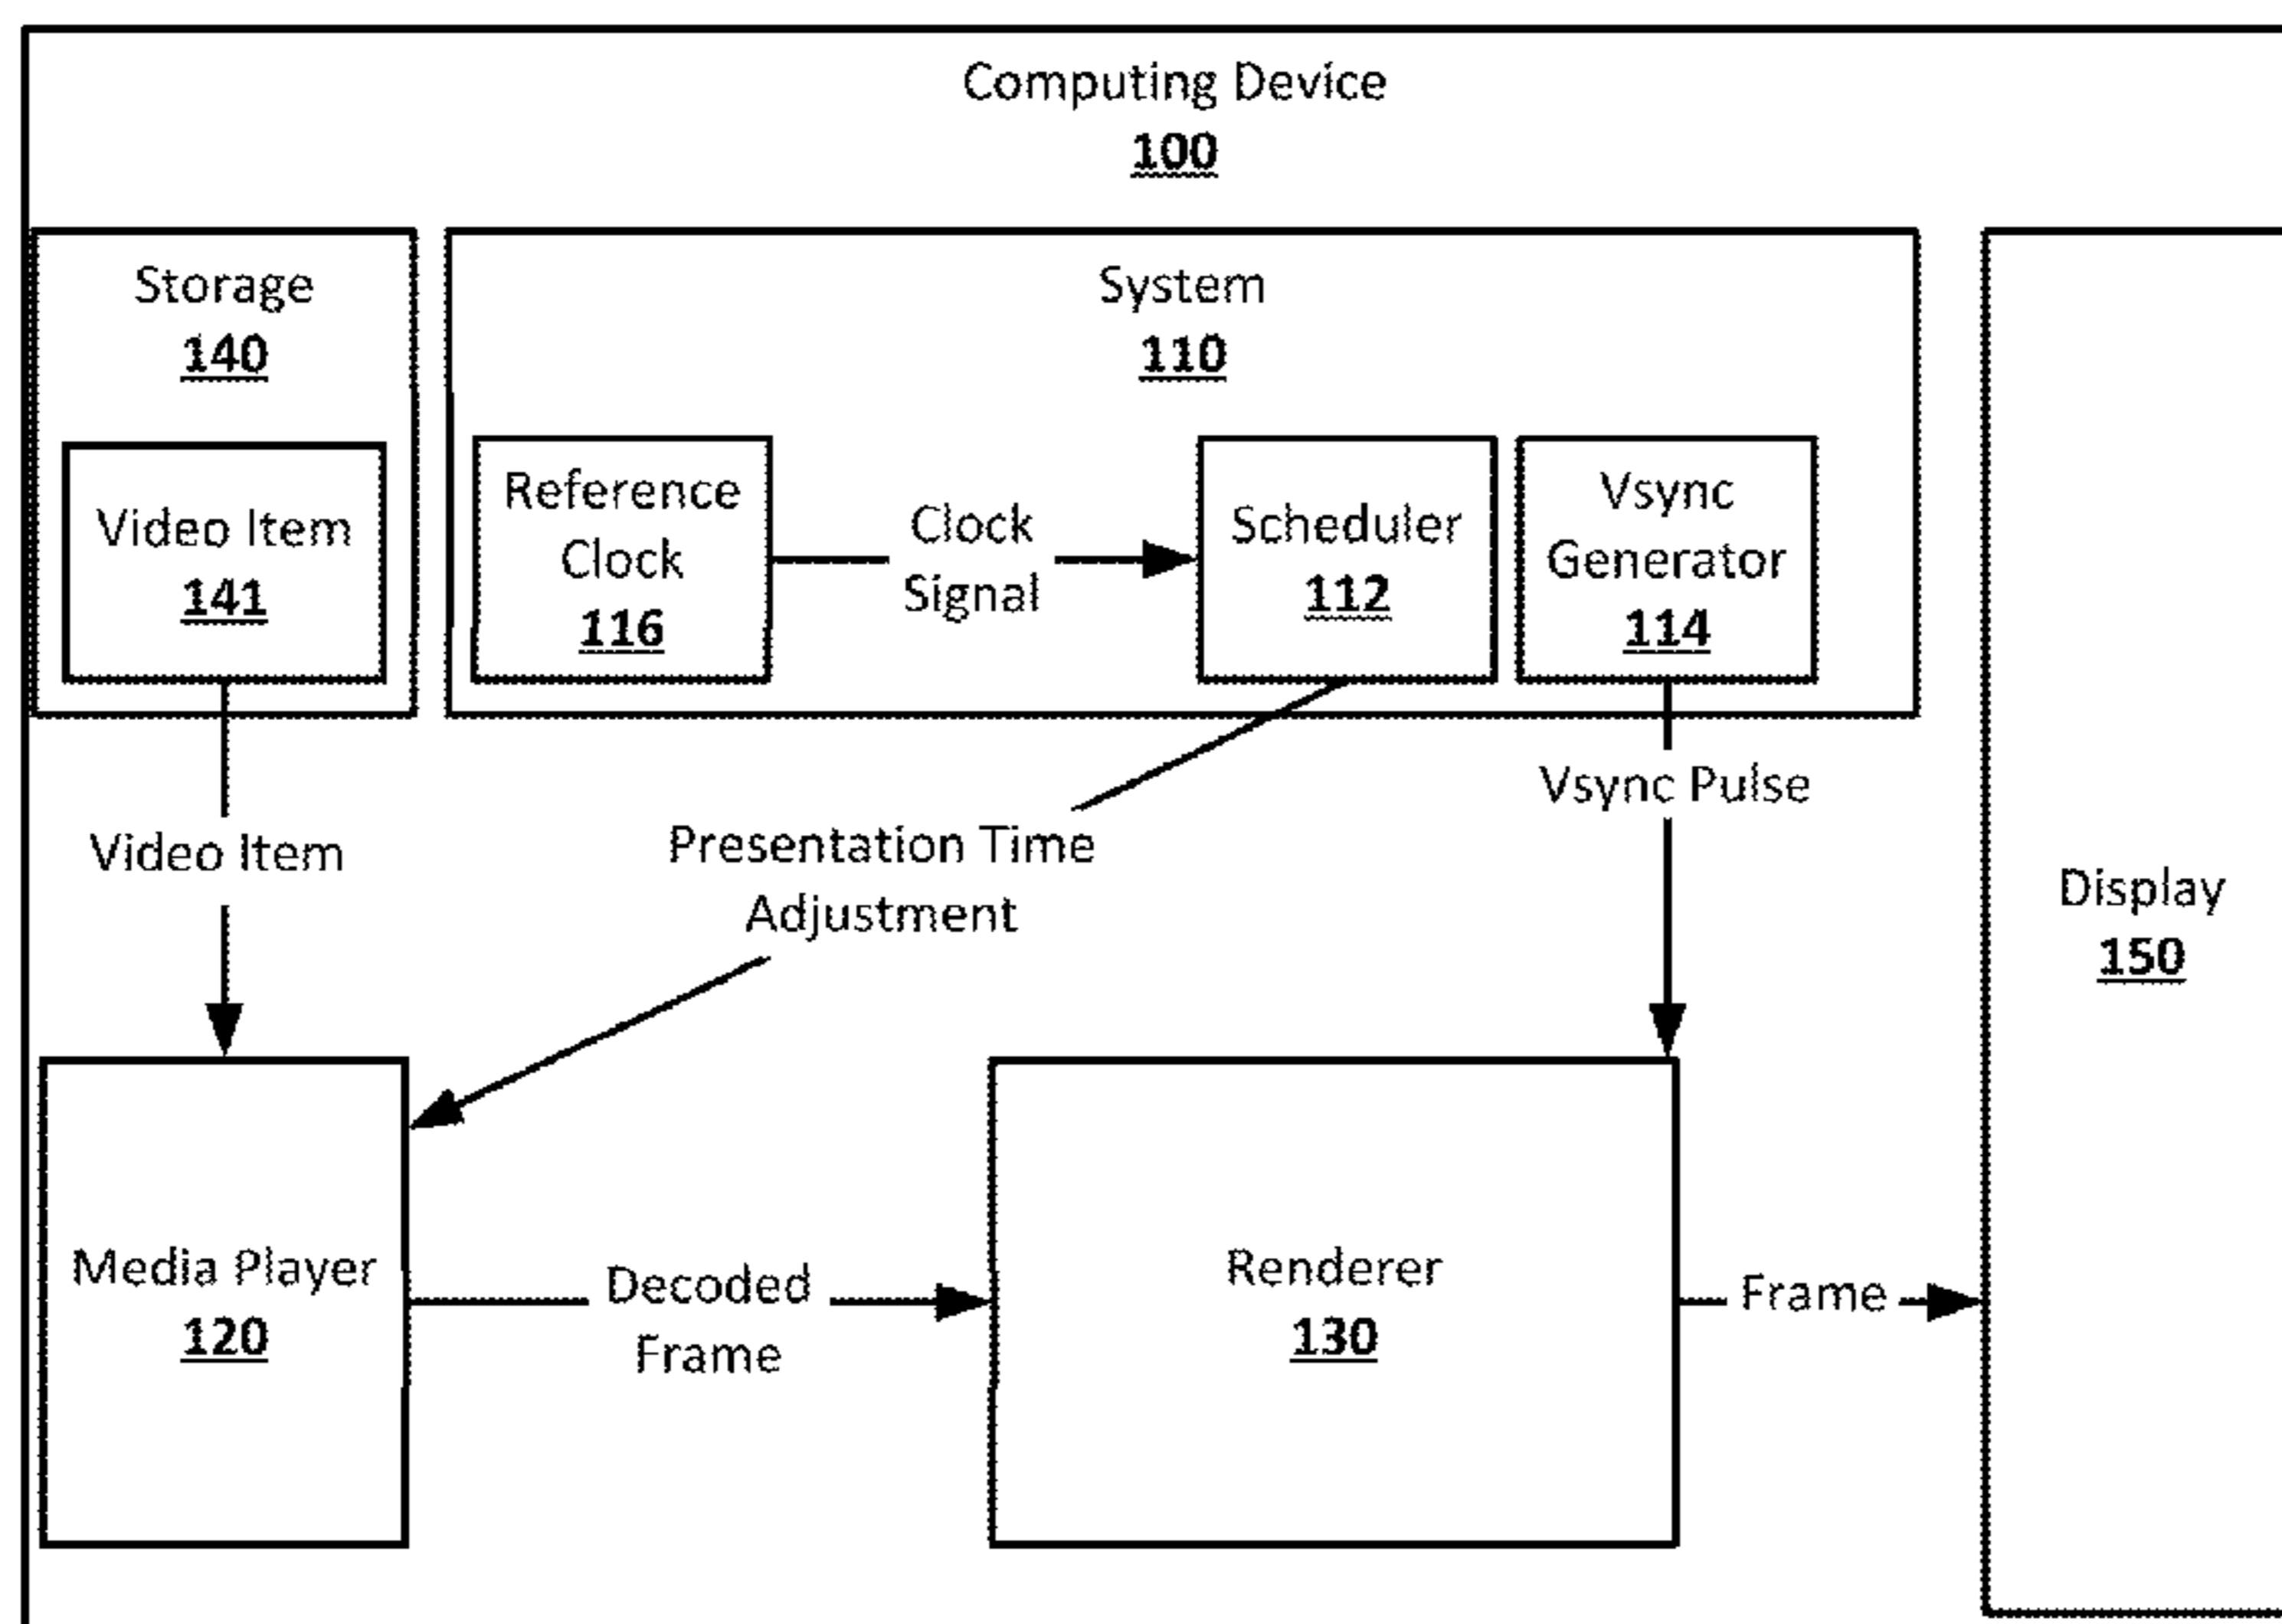 Computing Device
100
Storage
140
System
110
Video Item
141
Reference
Clock
116
Clock
Signal
Scheduler
112
Vsync
Generator
114
Video Item
Presentation Time
Adjustment
Vsync Pulse
Display
150
Media Player
120
Decoded
Frame
Renderer
130
Frame